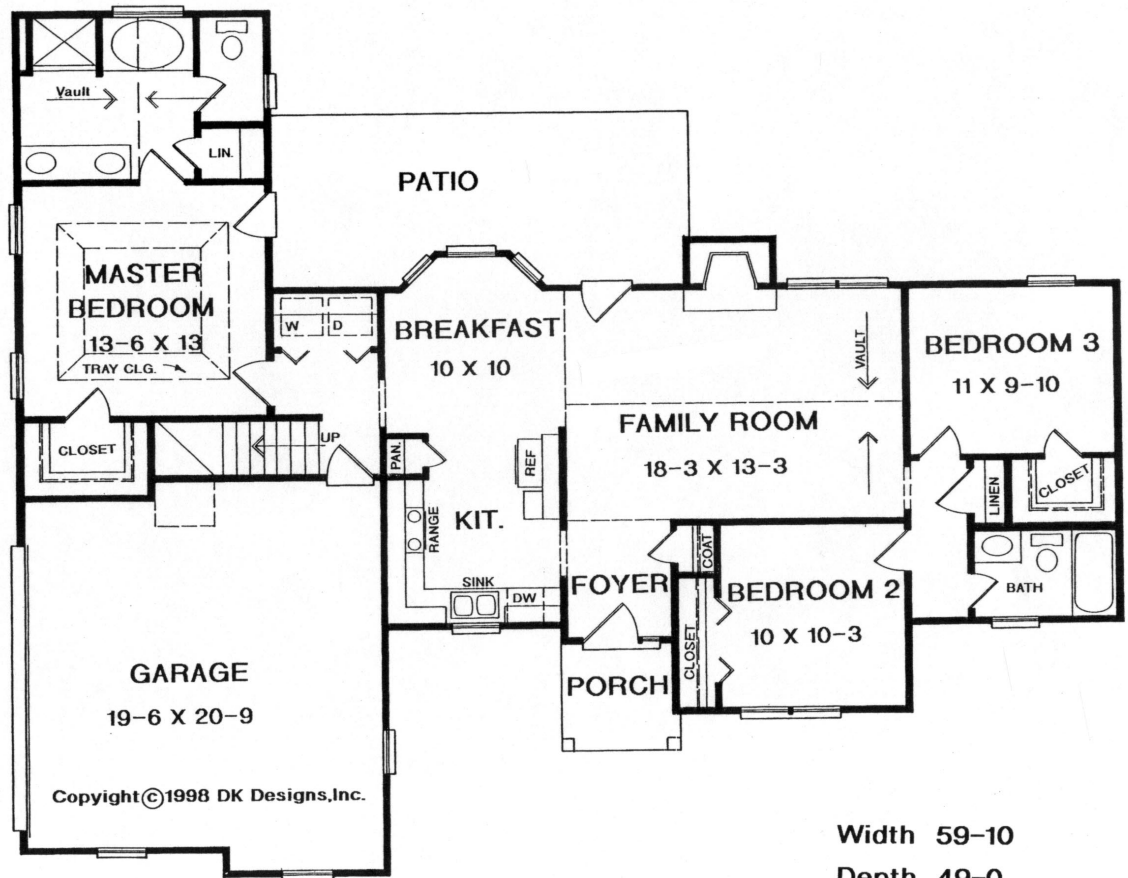 Vault
LIN.
PATIO
MASTER
BEDROOM
13-6 X 13
TRAY CLG.
W
D
BREAKFAST
10 X 10
VAULT
BEDROOM 3
11 X 9-10
FAMILY ROOM
18-3 X 13-3
CLOSET
UP
PAN.
REF
LINEN
CLOSET
RANGE
KIT.
COAT
SINK
DW
FOYER
BEDROOM 2
10 X 10-3
BATH
CLOSET
PORCH
GARAGE
19-6 X 20-9
Copyight©1998 DK Designs,Inc.
Width 59-10
Depth 49-0